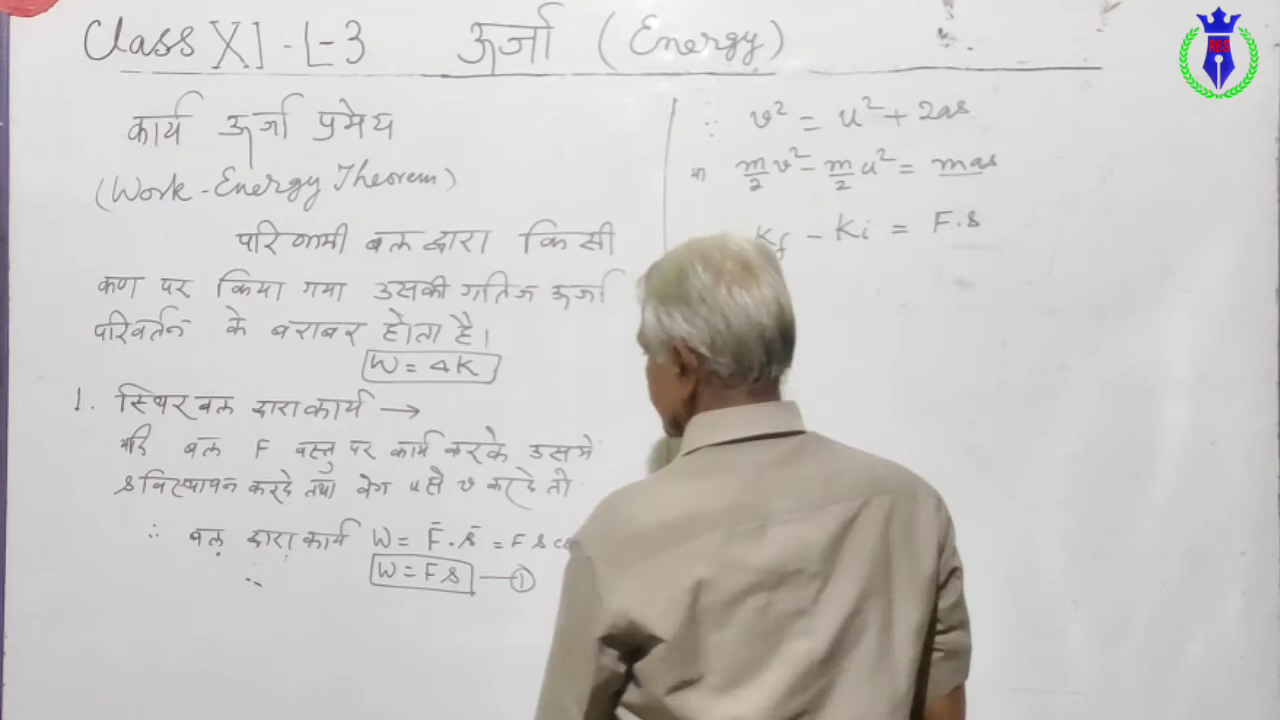 Class XI - L-3 ऊर्जा (Energy)
कार्य ऊर्जा प्रमेय
(Work-Energy Theorem)
परिणामी बल द्वारा किसी
कण पर किया गया उसकी गतिज ऊर्जा
परिवर्तन के बराबर होता है।
W = ΔK
1. स्थिर बल द्वारा कार्य →
यदि बल F वस्तु पर कार्य करके उसमें
s विस्थापन करदे तथा वेग u से v करदे तो
∴ बल द्वारा कार्य W = F̄.s̄ = F s
W = Fs —①
∵ v² = u² + 2as
m/2 v² - m/2 u² = mas
Kf - Ki = F.s
RGS